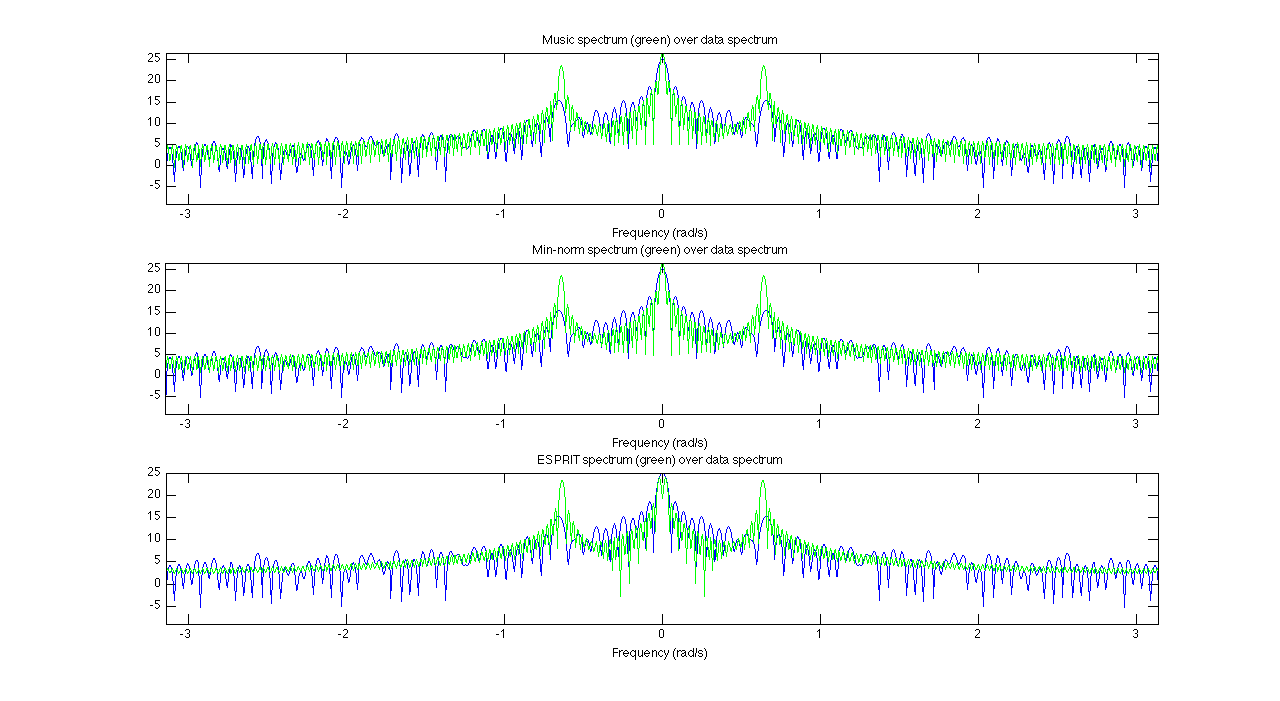 Music spectrum (green) over data spectrum
25
20
15
10
5
0
-5
-3 -2 -1 0 1 2 3
Frequency (rad/s)
Min-norm spectrum (green) over data spectrum
25
20
15
10
5
0
-5
-3 -2 -1 0 1 2 3
Frequency (rad/s)
ESPRIT spectrum (green) over data spectrum
25
20
15
10
5
0
-5
-3 -2 -1 0 1 2 3
Frequency (rad/s)